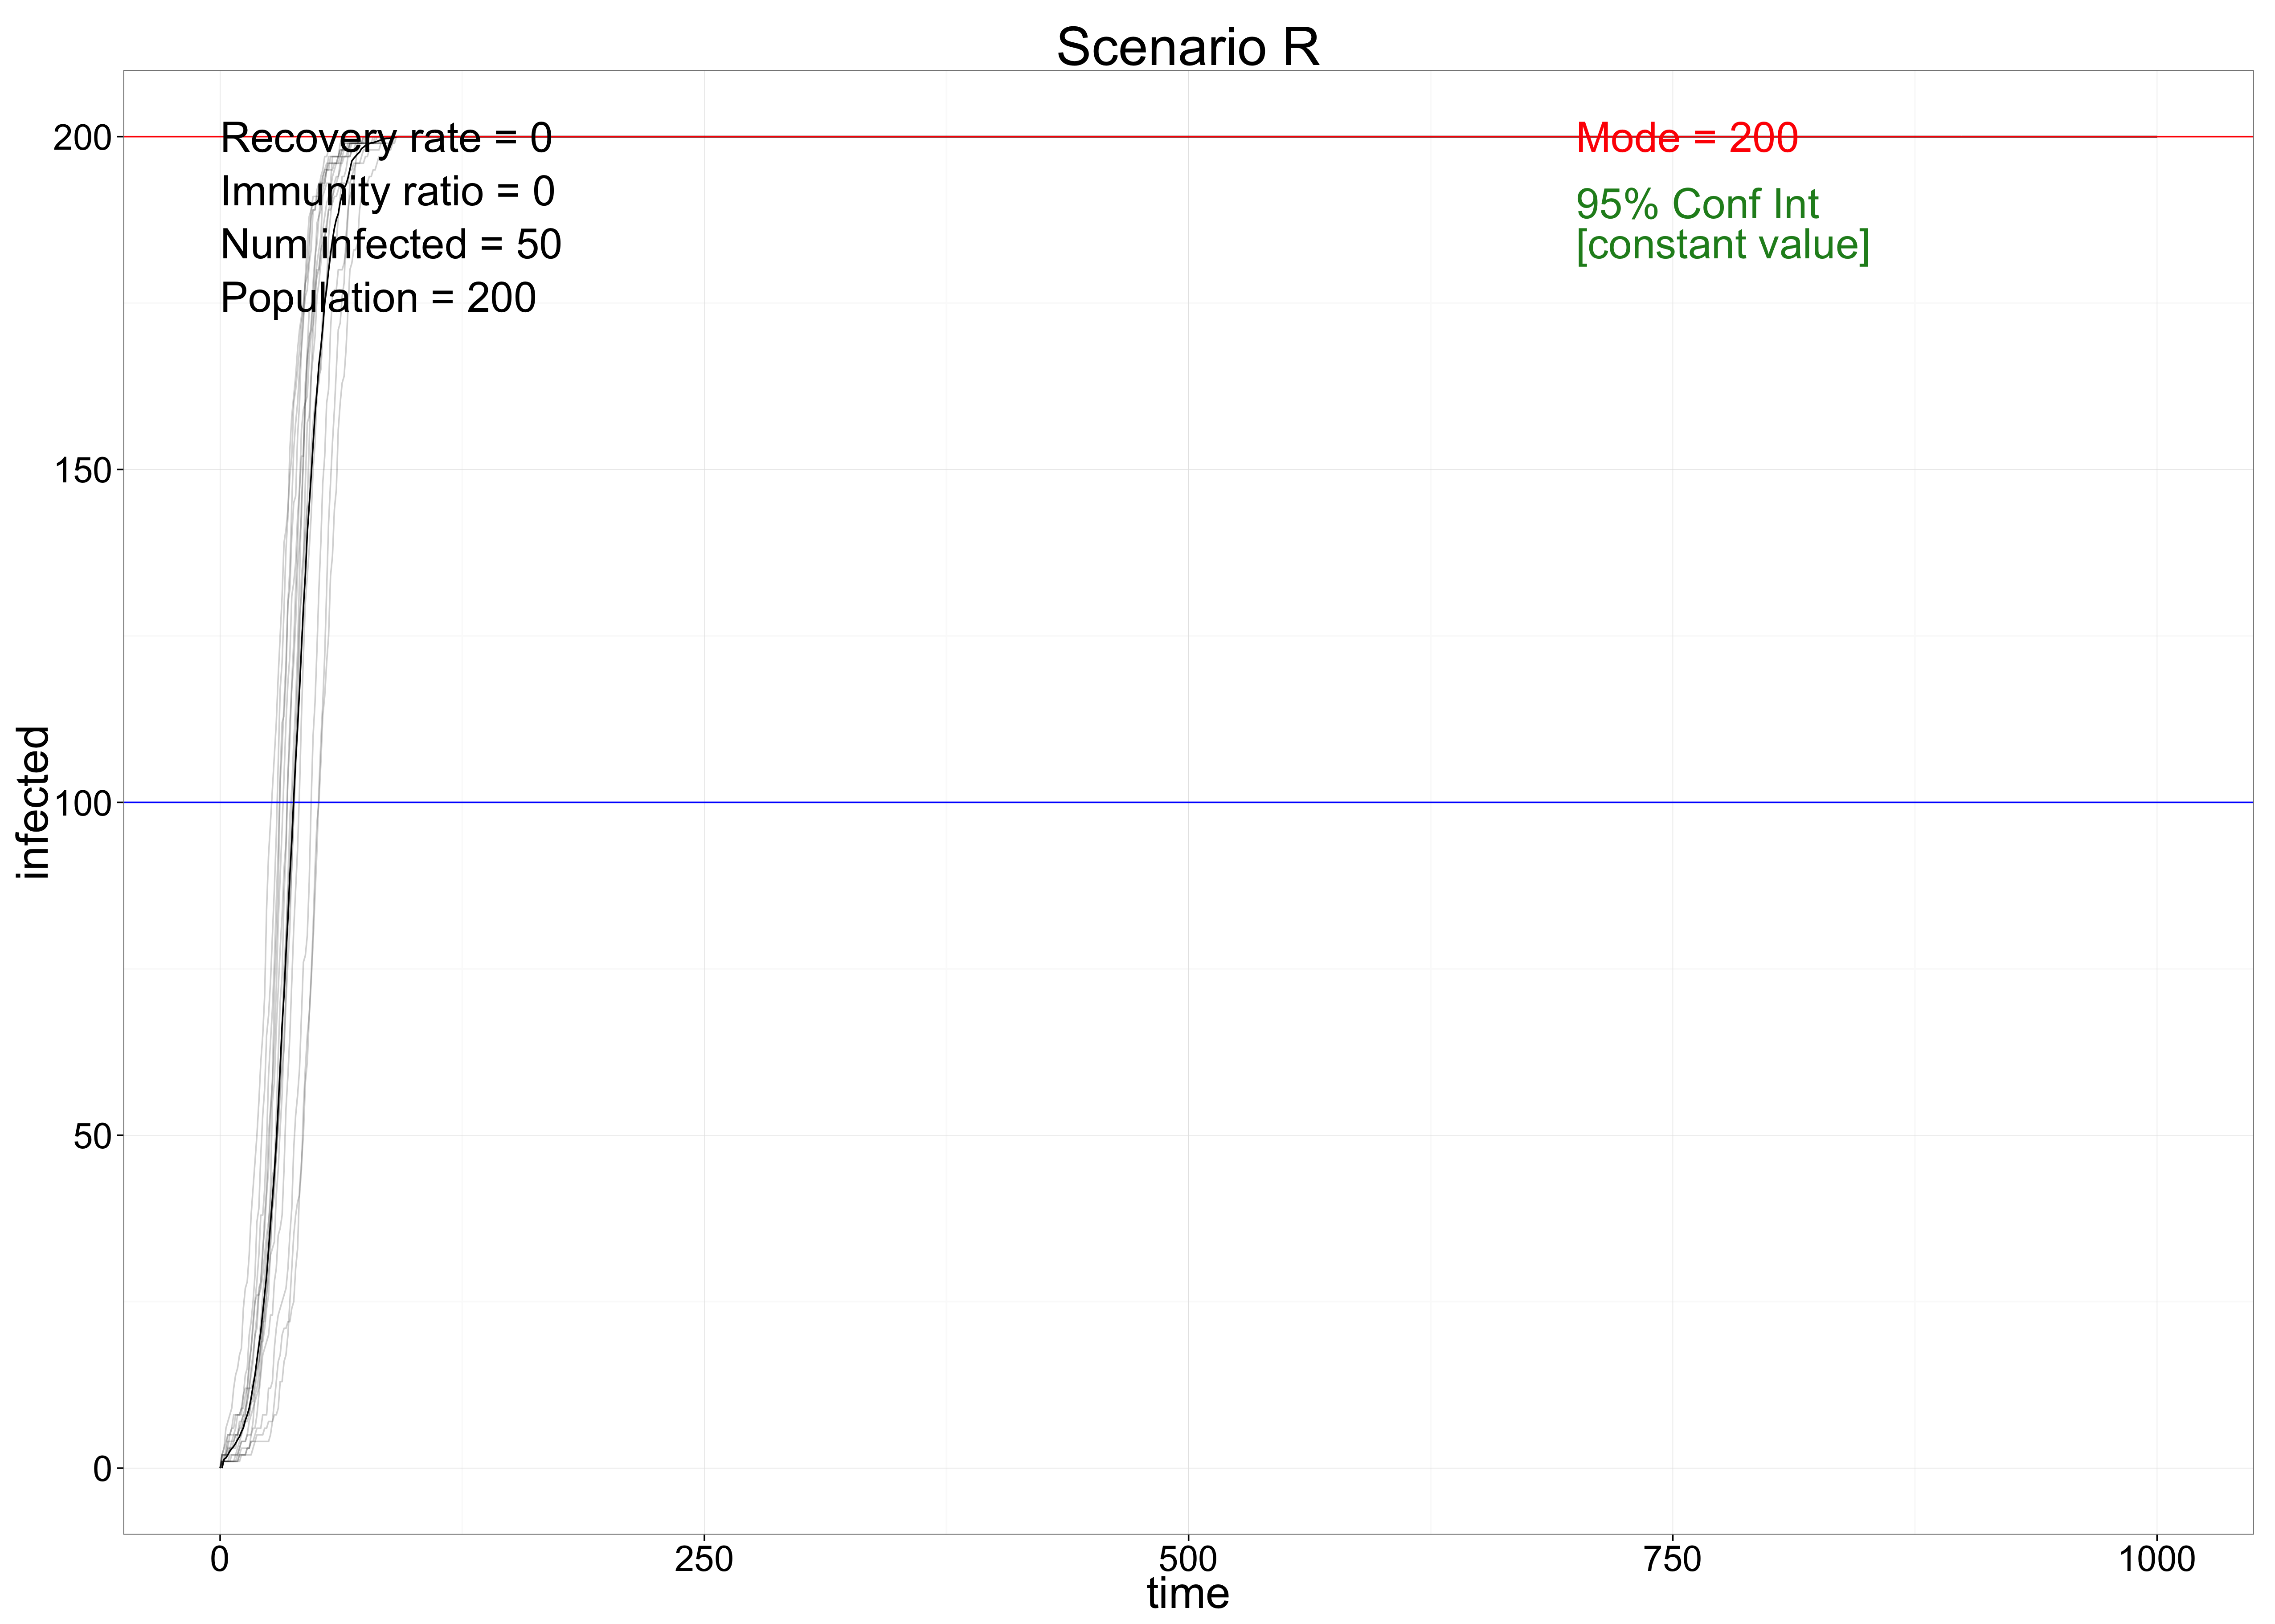 Scenario R
Recovery rate = 0
Immunity ratio = 0
Num infected = 50
Population = 200
Mode = 200
95% Conf Int
[constant value]
infected
200
150
100
50
0
0 250 500 750 1000
time